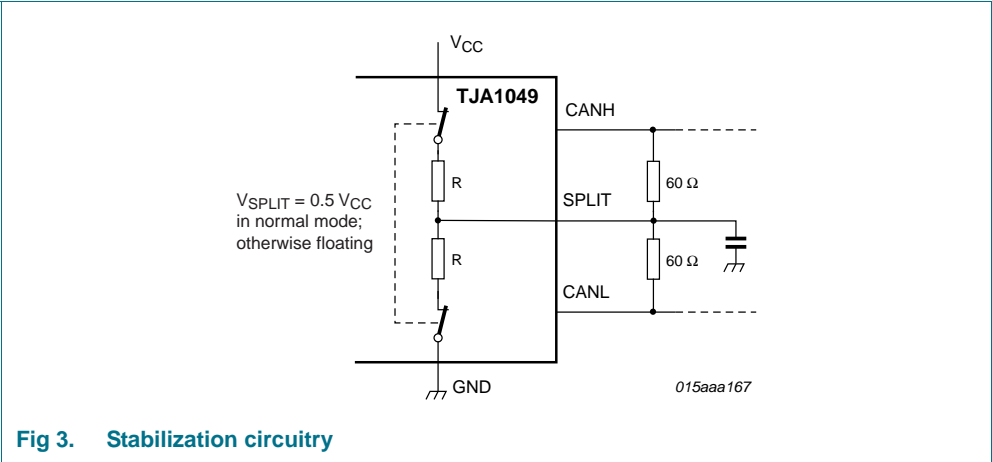 VCC
TJA1049
CANH
R
60 Ω
SPLIT
VSPLIT = 0.5 VCC
in normal mode;
otherwise floating
R
60 Ω
CANL
GND
015aaa167
Fig 3. Stabilization circuitry